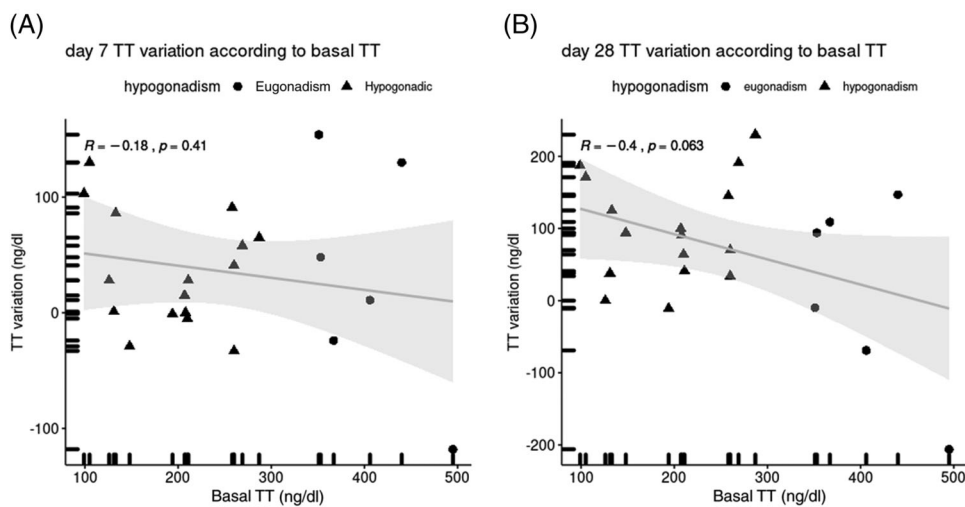 (A)
day 7 TT variation according to basal TT
hypogonadism Eugonadism Hypogonadic
R = −0.18 , p = 0.41
100
0
-100
TT variation (ng/dl)
100 200 300 400 500
Basal TT (ng/dl)
(B)
day 28 TT variation according to basal TT
hypogonadism eugonadism hypogonadism
R = −0.4 , p = 0.063
200
100
0
-100
-200
TT variation (ng/dl)
100 200 300 400 500
Basal TT (ng/dl)